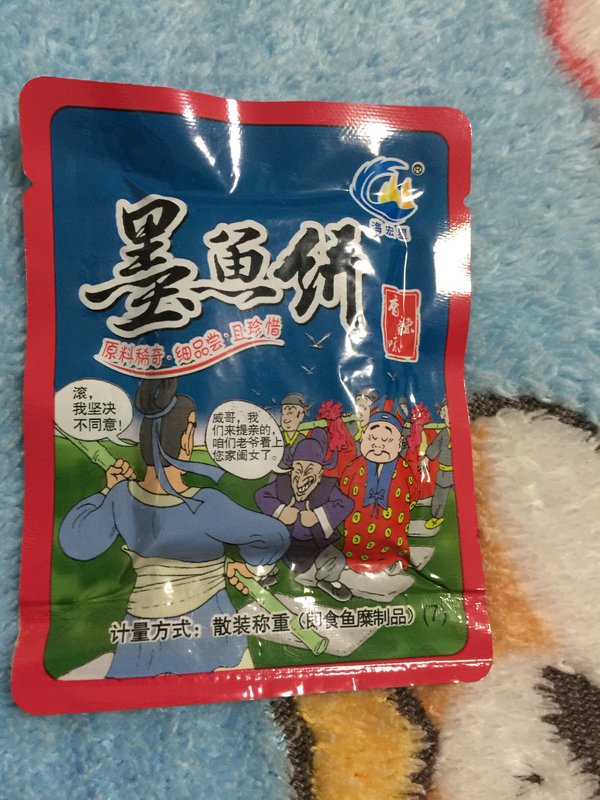 ®
墨鱼饼
香辣味
原料稀奇·细品尝·且珍惜
滚，
我坚决
不同意！
威哥，我
们来提亲的，
咱们老爷看上
您家闺女了。
计量方式：散装称重（即食鱼糜制品）（7）